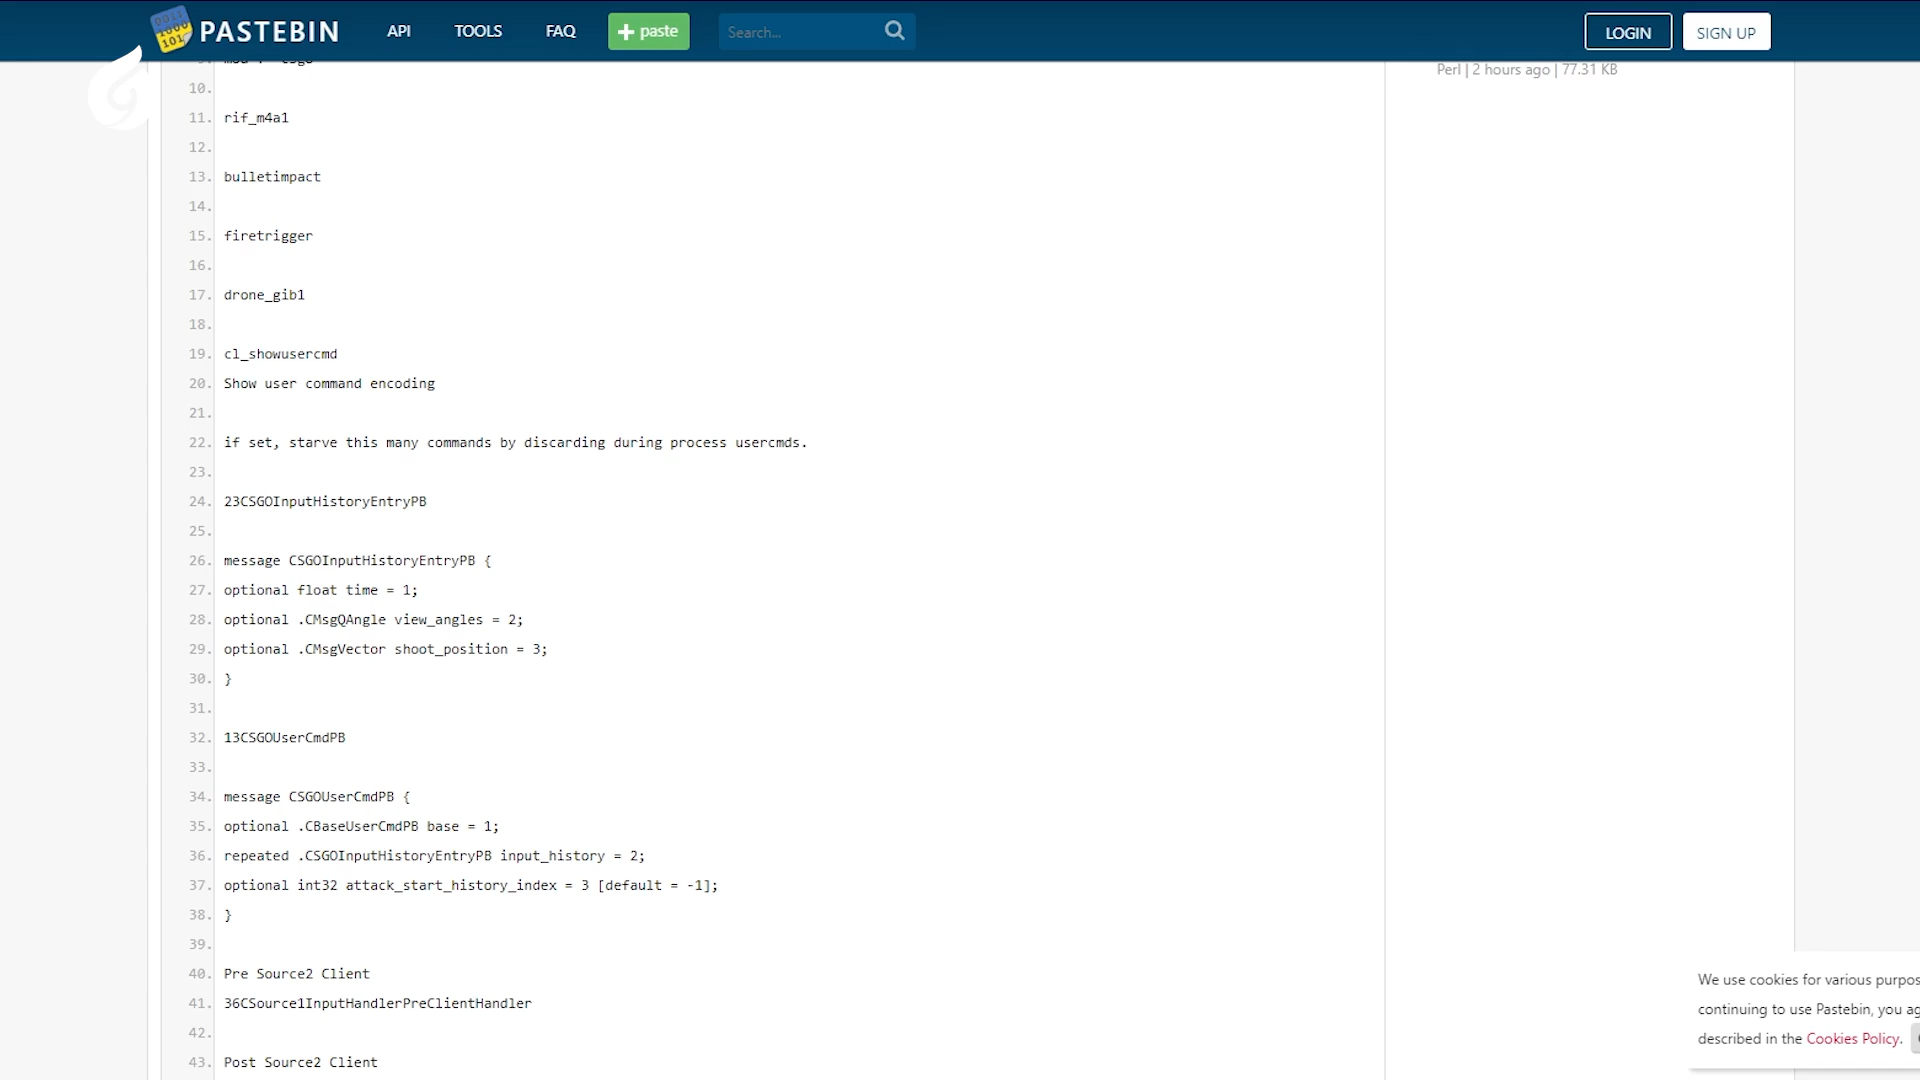 PASTEBIN API TOOLS FAQ paste Search... LOGIN SIGN UP
Perl | 2 hours ago | 77.31 KB
10.
11. rif_m4a1
12.
13. bulletimpact
14.
15. firetrigger
16.
17. drone_gib1
18.
19. cl_showusercmd
20. Show user command encoding
21.
22. if set, starve this many commands by discarding during process usercmds.
23.
24. 23CSGOInputHistoryEntryPB
25.
26. message CSGOInputHistoryEntryPB {
27. optional float time = 1;
28. optional .CMsgQAngle view_angles = 2;
29. optional .CMsgVector shoot_position = 3;
30. }
31.
32. 13CSGOUserCmdPB
33.
34. message CSGOUserCmdPB {
35. optional .CBaseUserCmdPB base = 1;
36. repeated .CSGOInputHistoryEntryPB input_history = 2;
37. optional int32 attack_start_history_index = 3 [default = -1];
38. }
39.
40. Pre Source2 Client
41. 36CSource1InputHandlerPreClientHandler
42.
43. Post Source2 Client
We use cookies for various purpos
continuing to use Pastebin, you ag
described in the Cookies Policy.